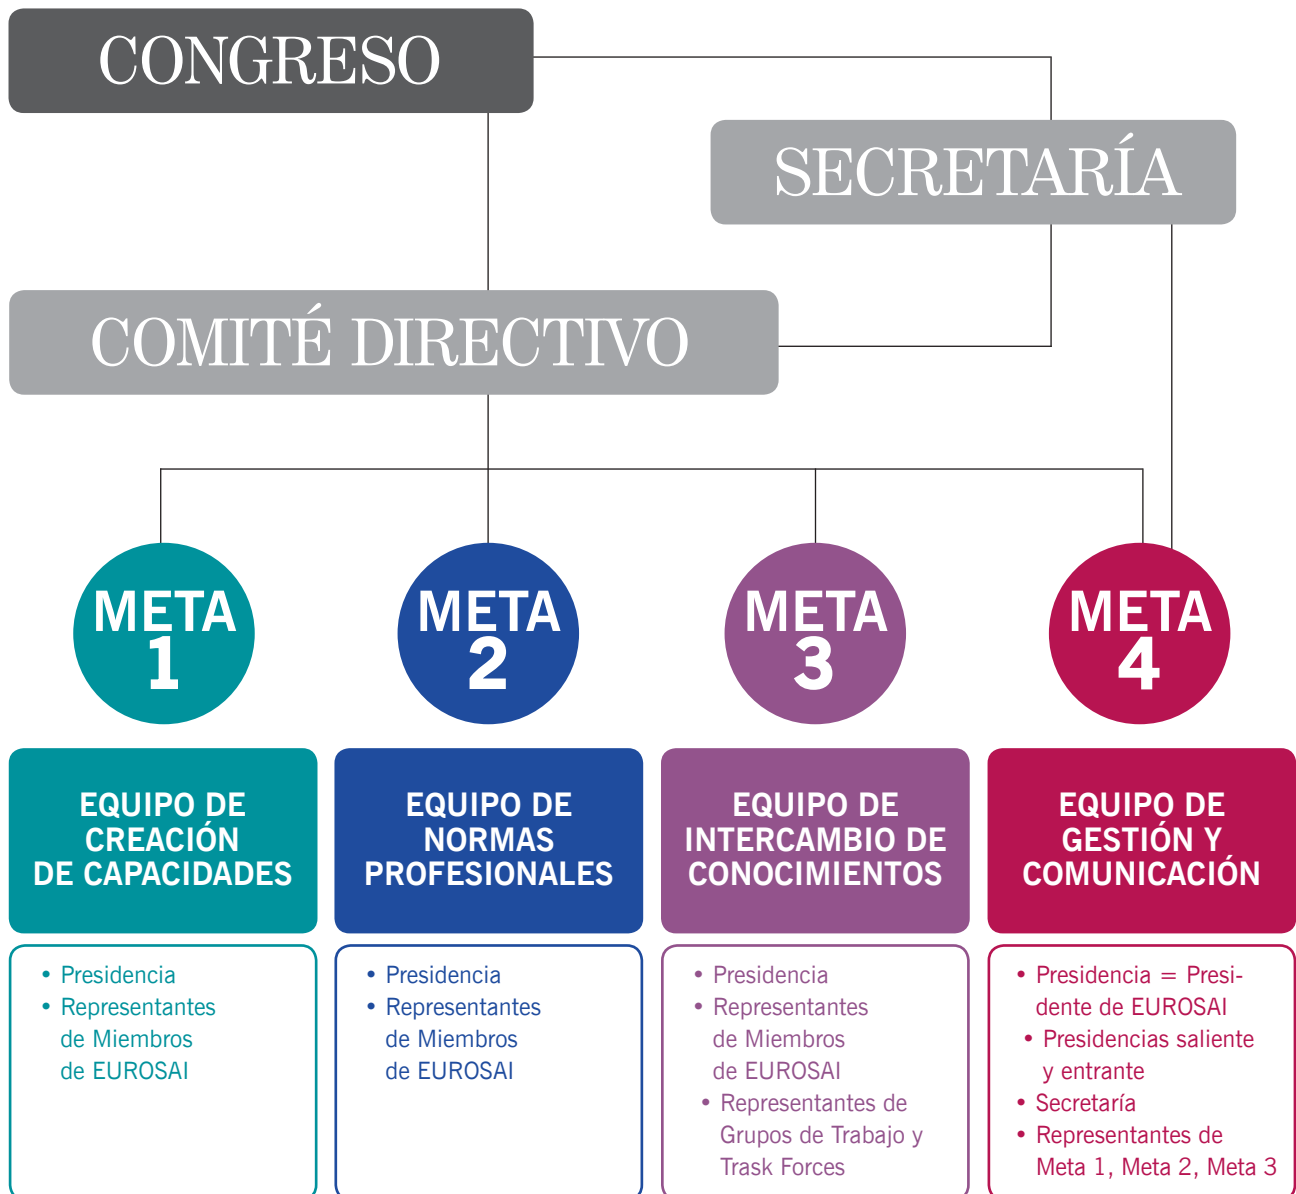 CONGRESO
SECRETARÍA
COMITÉ DIRECTIVO
META
1
META
2
META
3
META
4
EQUIPO DE
CREACIÓN
DE CAPACIDADES
EQUIPO DE
NORMAS
PROFESIONALES
EQUIPO DE
INTERCAMBIO DE
CONOCIMIENTOS
EQUIPO DE
GESTIÓN Y
COMUNICACIÓN
• Presidencia
• Representantes
de Miembros
de EUROSAI
• Presidencia
• Representantes
de Miembros
de EUROSAI
• Presidencia
• Representantes
de Miembros
de EUROSAI
• Representantes de
Grupos de Trabajo y
Trask Forces
• Presidencia = Presi-
dente de EUROSAI
• Presidencias saliente
y entrante
• Secretaría
• Representantes de
Meta 1, Meta 2, Meta 3